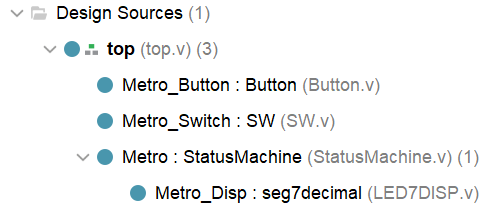 Design Sources (1)
top (top.v) (3)
Metro_Button : Button (Button.v)
Metro_Switch : SW (SW.v)
Metro : StatusMachine (StatusMachine.v) (1)
Metro_Disp : seg7decimal (LED7DISP.v)